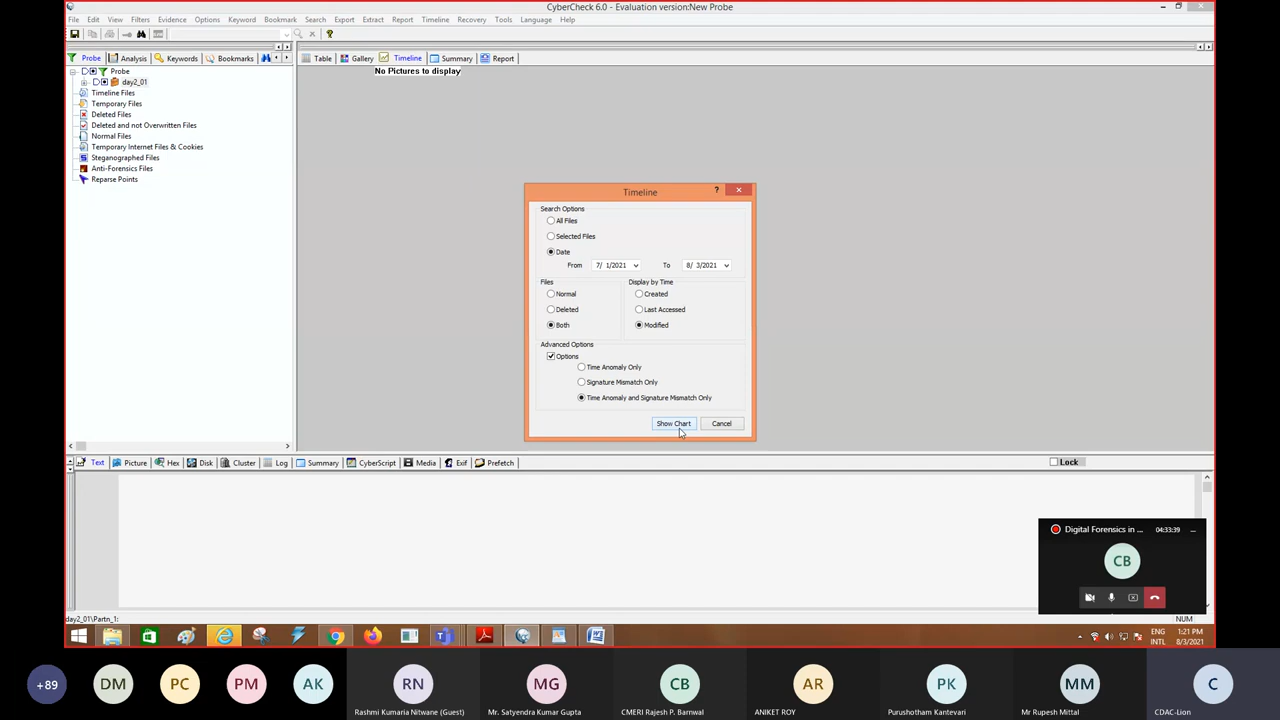 CyberCheck 6.0 - Evaluation version:New Probe
File Edit View Filters Evidence Options Keyword Bookmark Search Export Extract Report Timeline Recovery Tools Language Help
Probe Analysis Keywords Bookmarks
Table Gallery Timeline Summary Report
No Pictures to display
Probe
day2_01
Timeline Files
Temporary Files
Deleted Files
Deleted and not Overwritten Files
Normal Files
Temporary Internet Files & Cookies
Steganographed Files
Anti-Forensics Files
Reparse Points
Timeline
Search Options
All Files
Selected Files
Date
From 7/ 1/2021 To 8/ 3/2021
Files Display by Time
Normal Created
Deleted Last Accessed
Both Modified
Advanced Options
Options
Time Anomaly Only
Signature Mismatch Only
Time Anomaly and Signature Mismatch Only
Show Chart Cancel
Text Picture Hex Disk Cluster Log Summary CyberScript Media Exif Prefetch Lock
Digital Forensics in ... 04:33:39
CB
day2_01\Partn_1: NUM
ENG 1:21 PM
INTL 8/3/2021
+89 DM PC PM AK RN MG CB AR PK MM C
Rashmi Kumaria Nitwane (Guest) Mr. Satyendra Kumar Gupta CMERI Rajesh P. Barnwal ANIKET ROY Purushotham Kantevari Mr Rupesh Mittal CDAC-Lion